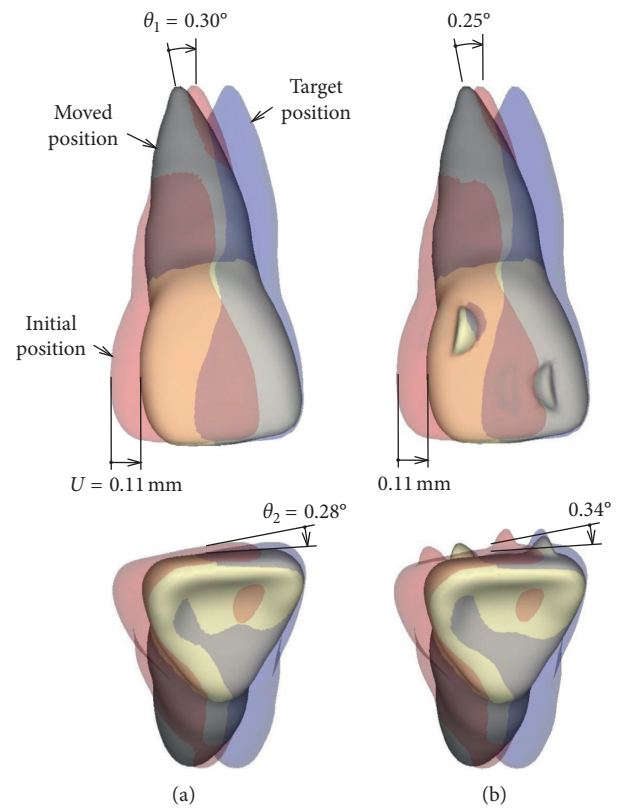 θ1 = 0.30°
0.25°
Moved
position
Target
position
Initial
position
U = 0.11 mm
0.11 mm
θ2 = 0.28°
0.34°
(a)
(b)